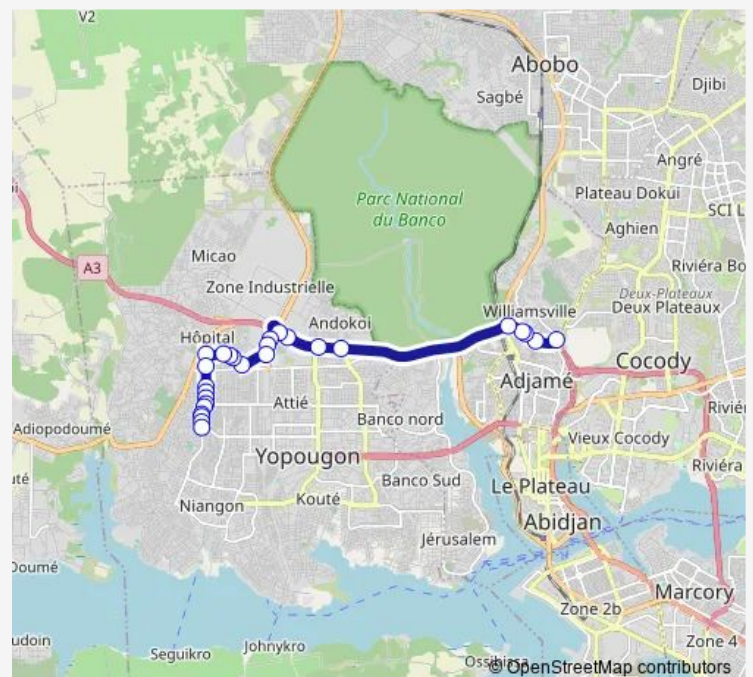 V2
Abobo
Sagbé
Djibi
Angré
Parc National
du Banco
Plateau Dokui
SCI L
Aghien
Micao
A3
Riviéra Bo
Zone Industrielle
Deux-Plateaux
Deux Plateaux
Williamsville
Andokoi
Hôpital
Cocody
Adjamé
Attié
Riviér
Banco nord
Adiopodoumé
Vieux Cocody
Yopougon
Riviéra
Banco Sud
uté
Le Plateau
Niangon
Kouté
Abidjan
Jérusalem
Doumé
Marcory
Zone 2b
udoin
Johnykro
Zone 4
Seguikro
© OpenStreetMap contributors